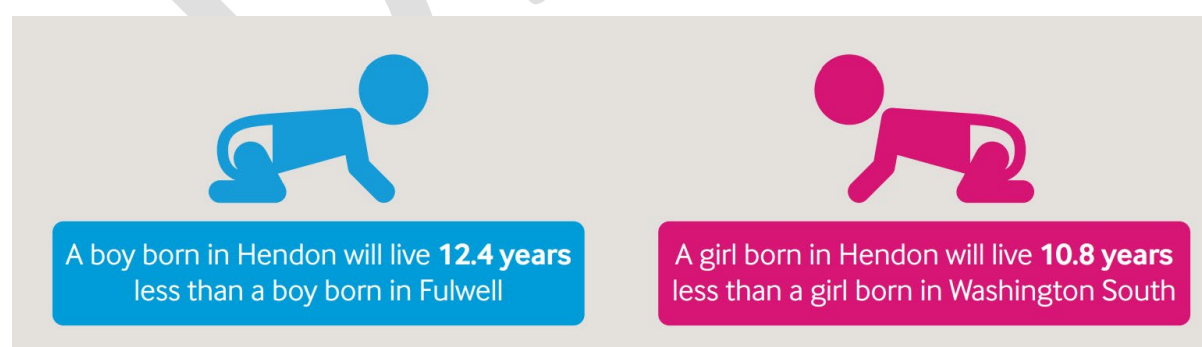 A boy born in Hendon will live 12.4 years
less than a boy born in Fulwell
A girl born in Hendon will live 10.8 years
less than a girl born in Washington South